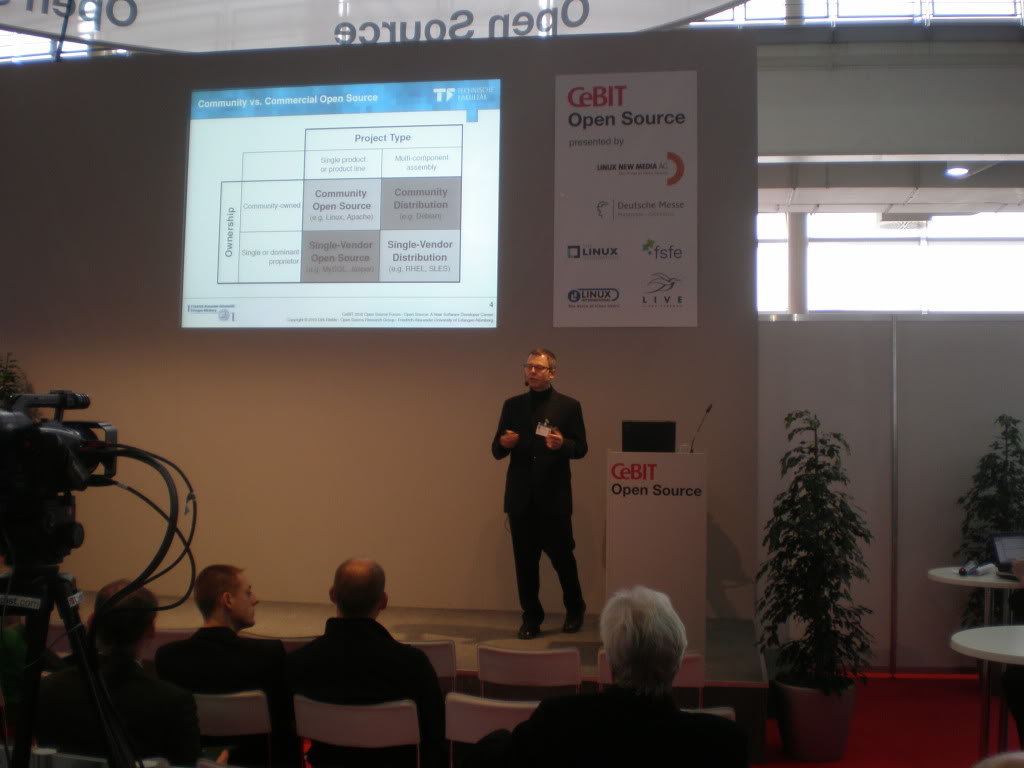 Open Source
Community vs. Commercial Open Source
TF TECHNISCHE FAKULTÄT
Project Type
Single product
or product line
Multi-component
assembly
Ownership
Community-owned
Community
Open Source
(e.g. Linux, Apache)
Community
Distribution
(e.g. Debian)
Single or dominant
proprietor
Single-Vendor
Open Source
(e.g. MySQL, Jasper)
Single-Vendor
Distribution
(e.g. RHEL, SLES)
4
CeBIT
Open Source
presented by
LINUX NEW MEDIA AG
Deutsche Messe
LINUX
fsfe
LINUX
LIVE
CeBIT
Open Source